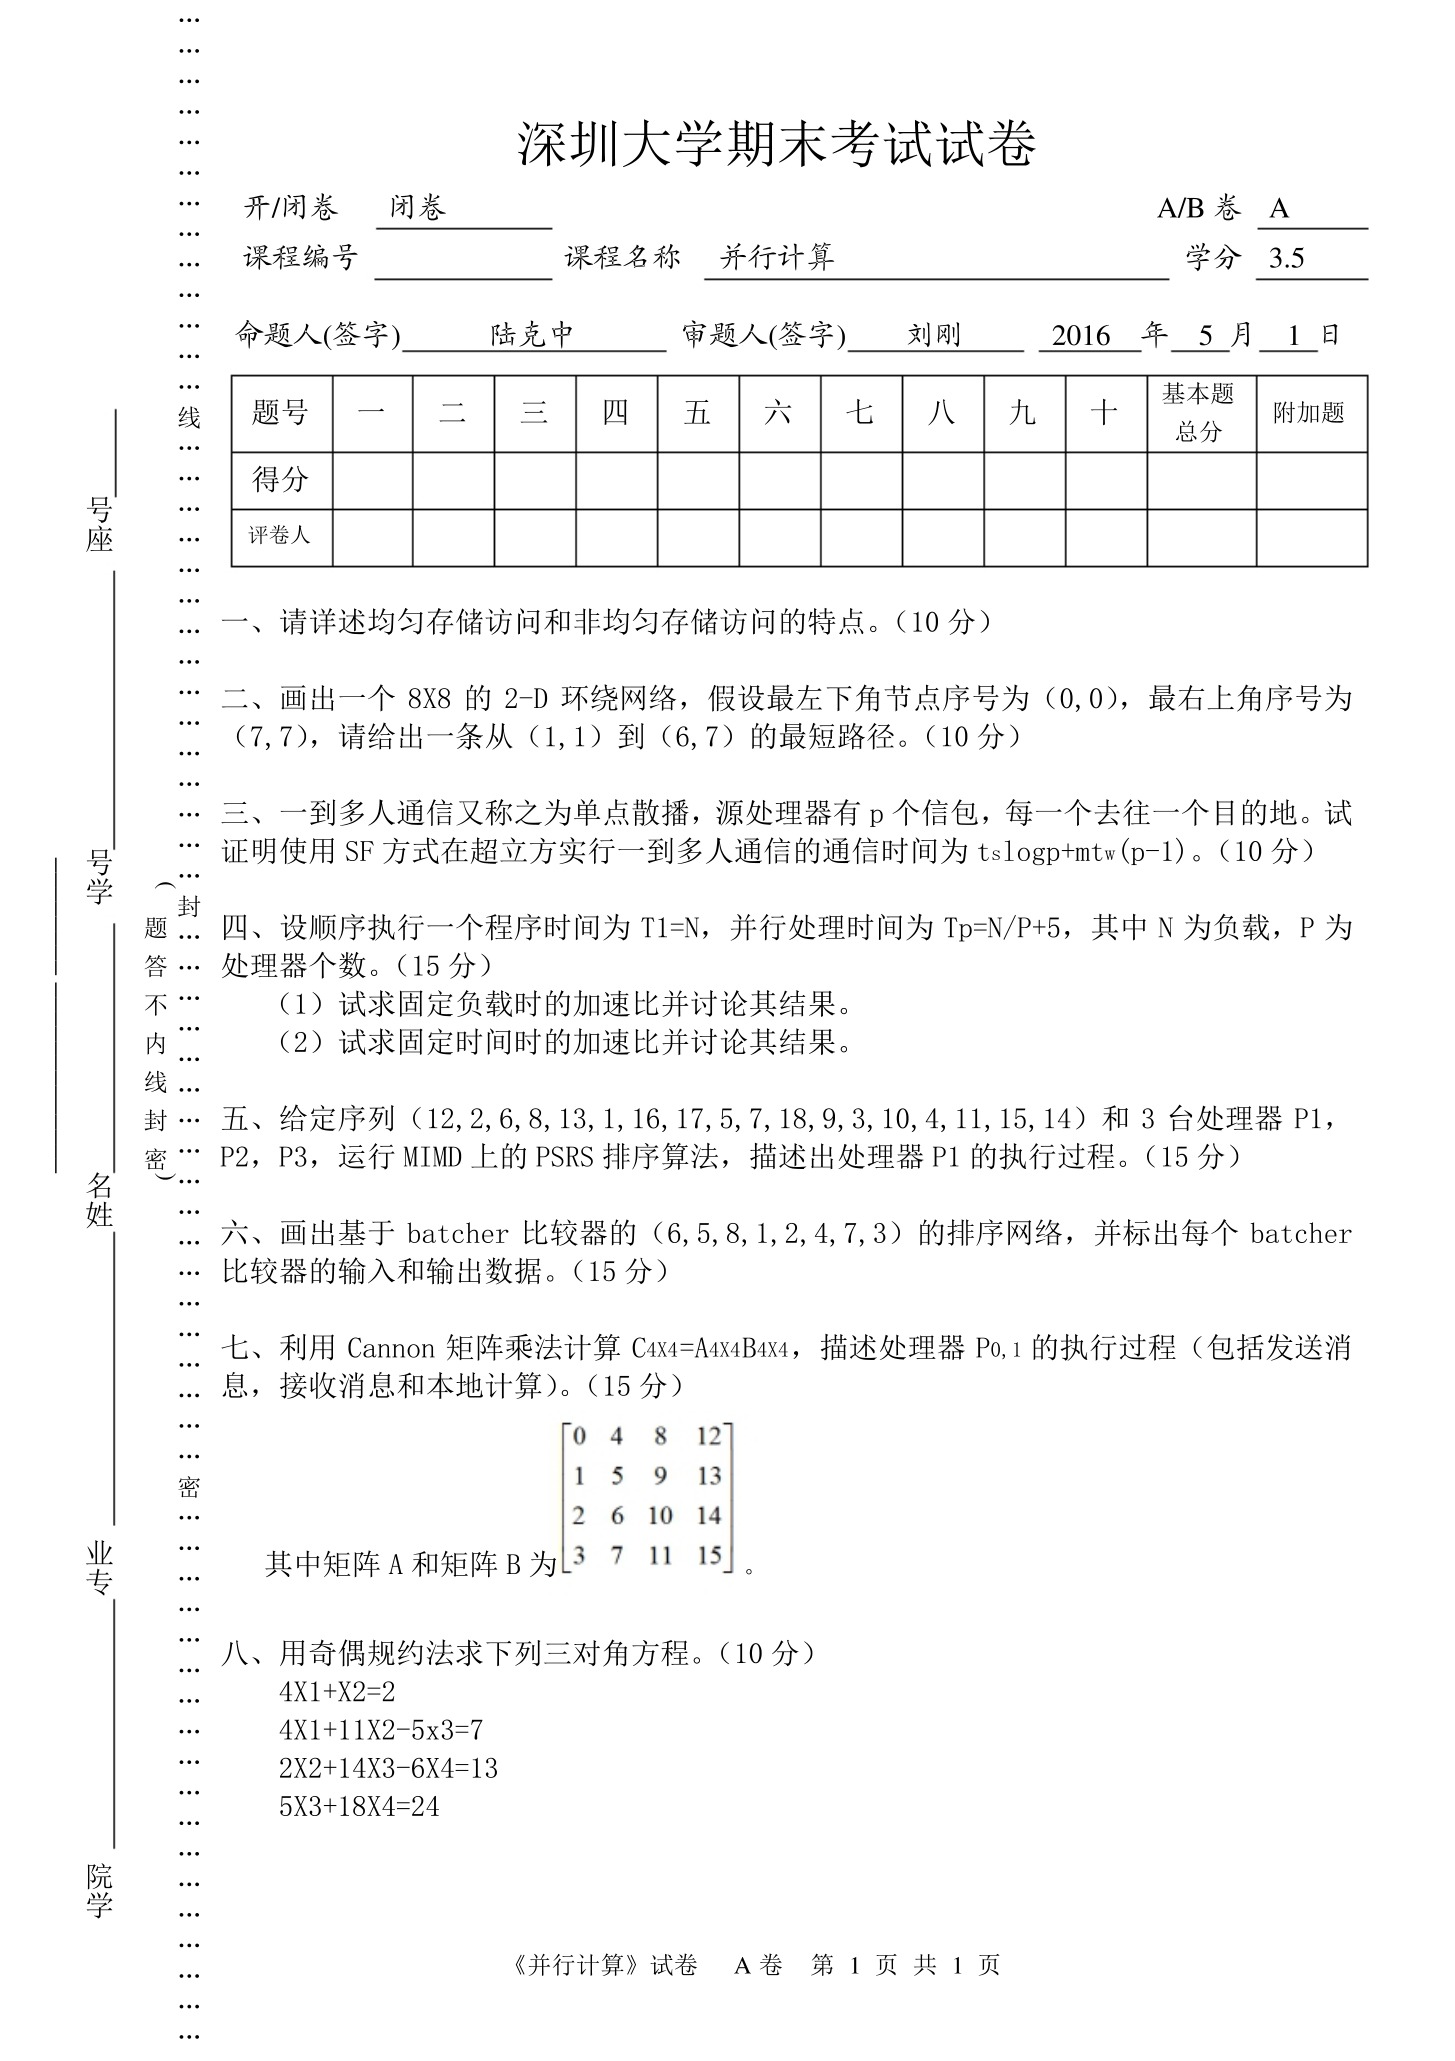 深圳大学期末考试试卷
开/闭卷 闭卷 A/B 卷 A
课程编号 课程名称 并行计算 学分 3.5
命题人(签字) 陆克中 审题人(签字) 刘刚 2016 年 5 月 1 日
题号 一 二 三 四 五 六 七 八 九 十 基本题总分 附加题
得分
评卷人
一、请详述均匀存储访问和非均匀存储访问的特点。（10 分）
二、画出一个 8X8 的 2-D 环绕网络，假设最左下角节点序号为（0,0），最右上角序号为
（7,7），请给出一条从（1,1）到（6,7）的最短路径。（10 分）
三、一到多人通信又称之为单点散播，源处理器有 p 个信包，每一个去往一个目的地。试
证明使用 SF 方式在超立方实行一到多人通信的通信时间为 tslogp+mtw(p-1)。（10 分）
四、设顺序执行一个程序时间为 T1=N，并行处理时间为 Tp=N/P+5，其中 N 为负载，P 为
处理器个数。（15 分）
（1）试求固定负载时的加速比并讨论其结果。
（2）试求固定时间时的加速比并讨论其结果。
五、给定序列（12,2,6,8,13,1,16,17,5,7,18,9,3,10,4,11,15,14）和 3 台处理器 P1，
P2，P3，运行 MIMD 上的 PSRS 排序算法，描述出处理器 P1 的执行过程。（15 分）
六、画出基于 batcher 比较器的（6,5,8,1,2,4,7,3）的排序网络，并标出每个 batcher
比较器的输入和输出数据。（15 分）
七、利用 Cannon 矩阵乘法计算 C4X4=A4X4B4X4，描述处理器 P0,1 的执行过程（包括发送消
息，接收消息和本地计算）。（15 分）
0 4 8 12
1 5 9 13
2 6 10 14
3 7 11 15
其中矩阵 A 和矩阵 B 为 。
八、用奇偶规约法求下列三对角方程。（10 分）
4X1+X2=2
4X1+11X2-5x3=7
2X2+14X3-6X4=13
5X3+18X4=24
《并行计算》试卷 A 卷 第 1 页 共 1 页
学院 专业 姓名 学号 座号
(密封线内不答题)
…密…封…线…